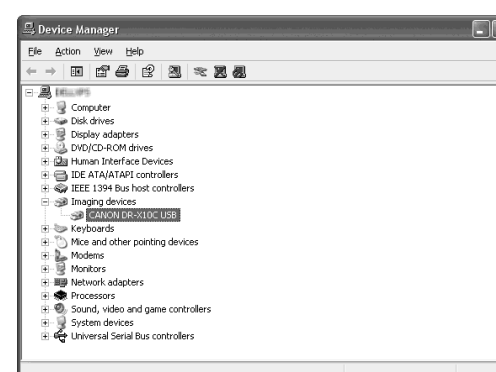 Device Manager
File Action View Help
Computer
Disk drives
Display adapters
DVD/CD-ROM drives
Human Interface Devices
IDE ATA/ATAPI controllers
IEEE 1394 Bus host controllers
Imaging devices
CANON DR-X10C USB
Keyboards
Mice and other pointing devices
Modems
Monitors
Network adapters
Processors
Sound, video and game controllers
System devices
Universal Serial Bus controllers